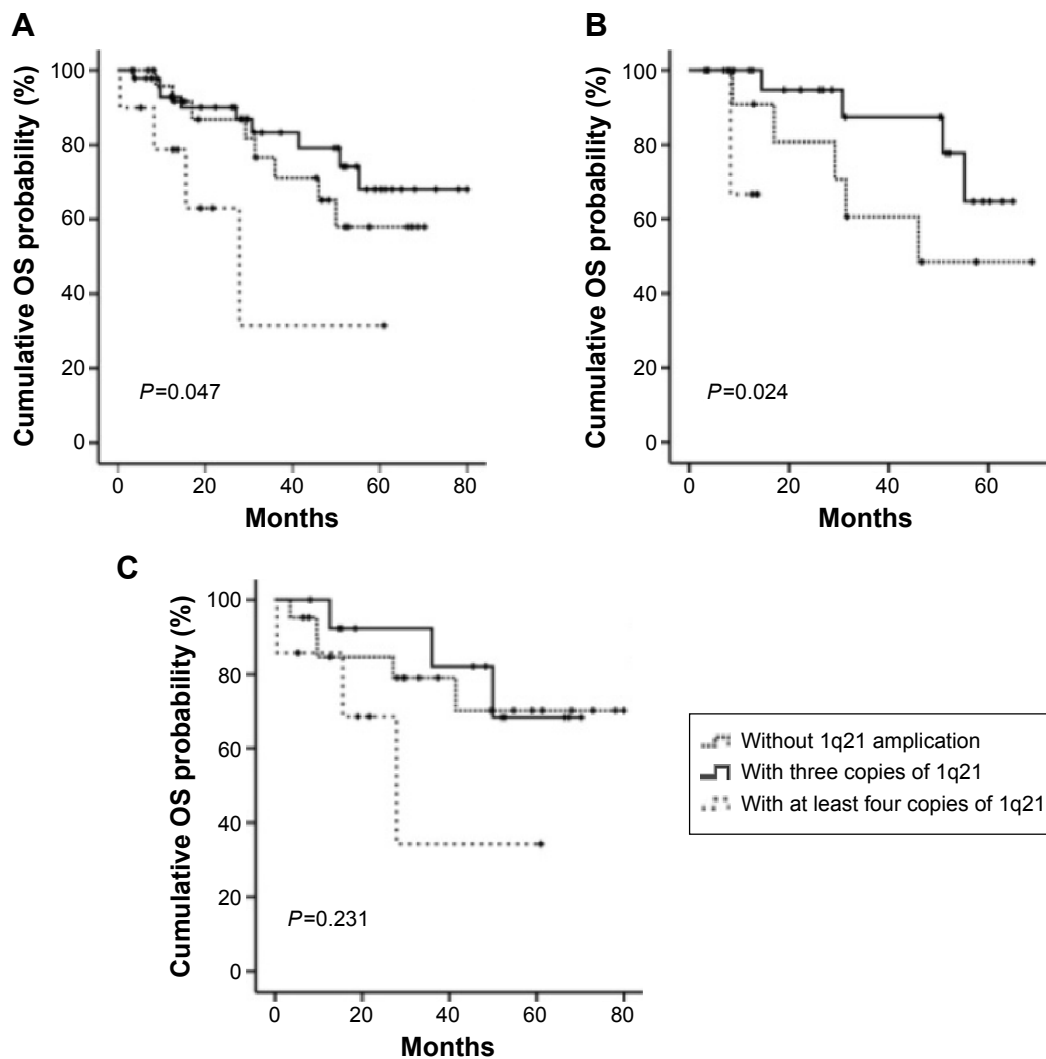 A
Cumulative OS probability (%)
100
80
60
40
20
0
P=0.047
0 20 40 60 80
Months
B
Cumulative OS probability (%)
100
80
60
40
20
0
P=0.024
0 20 40 60
Months
C
Cumulative OS probability (%)
100
80
60
40
20
0
P=0.231
0 20 40 60 80
Months
Without 1q21 amplication
With three copies of 1q21
With at least four copies of 1q21